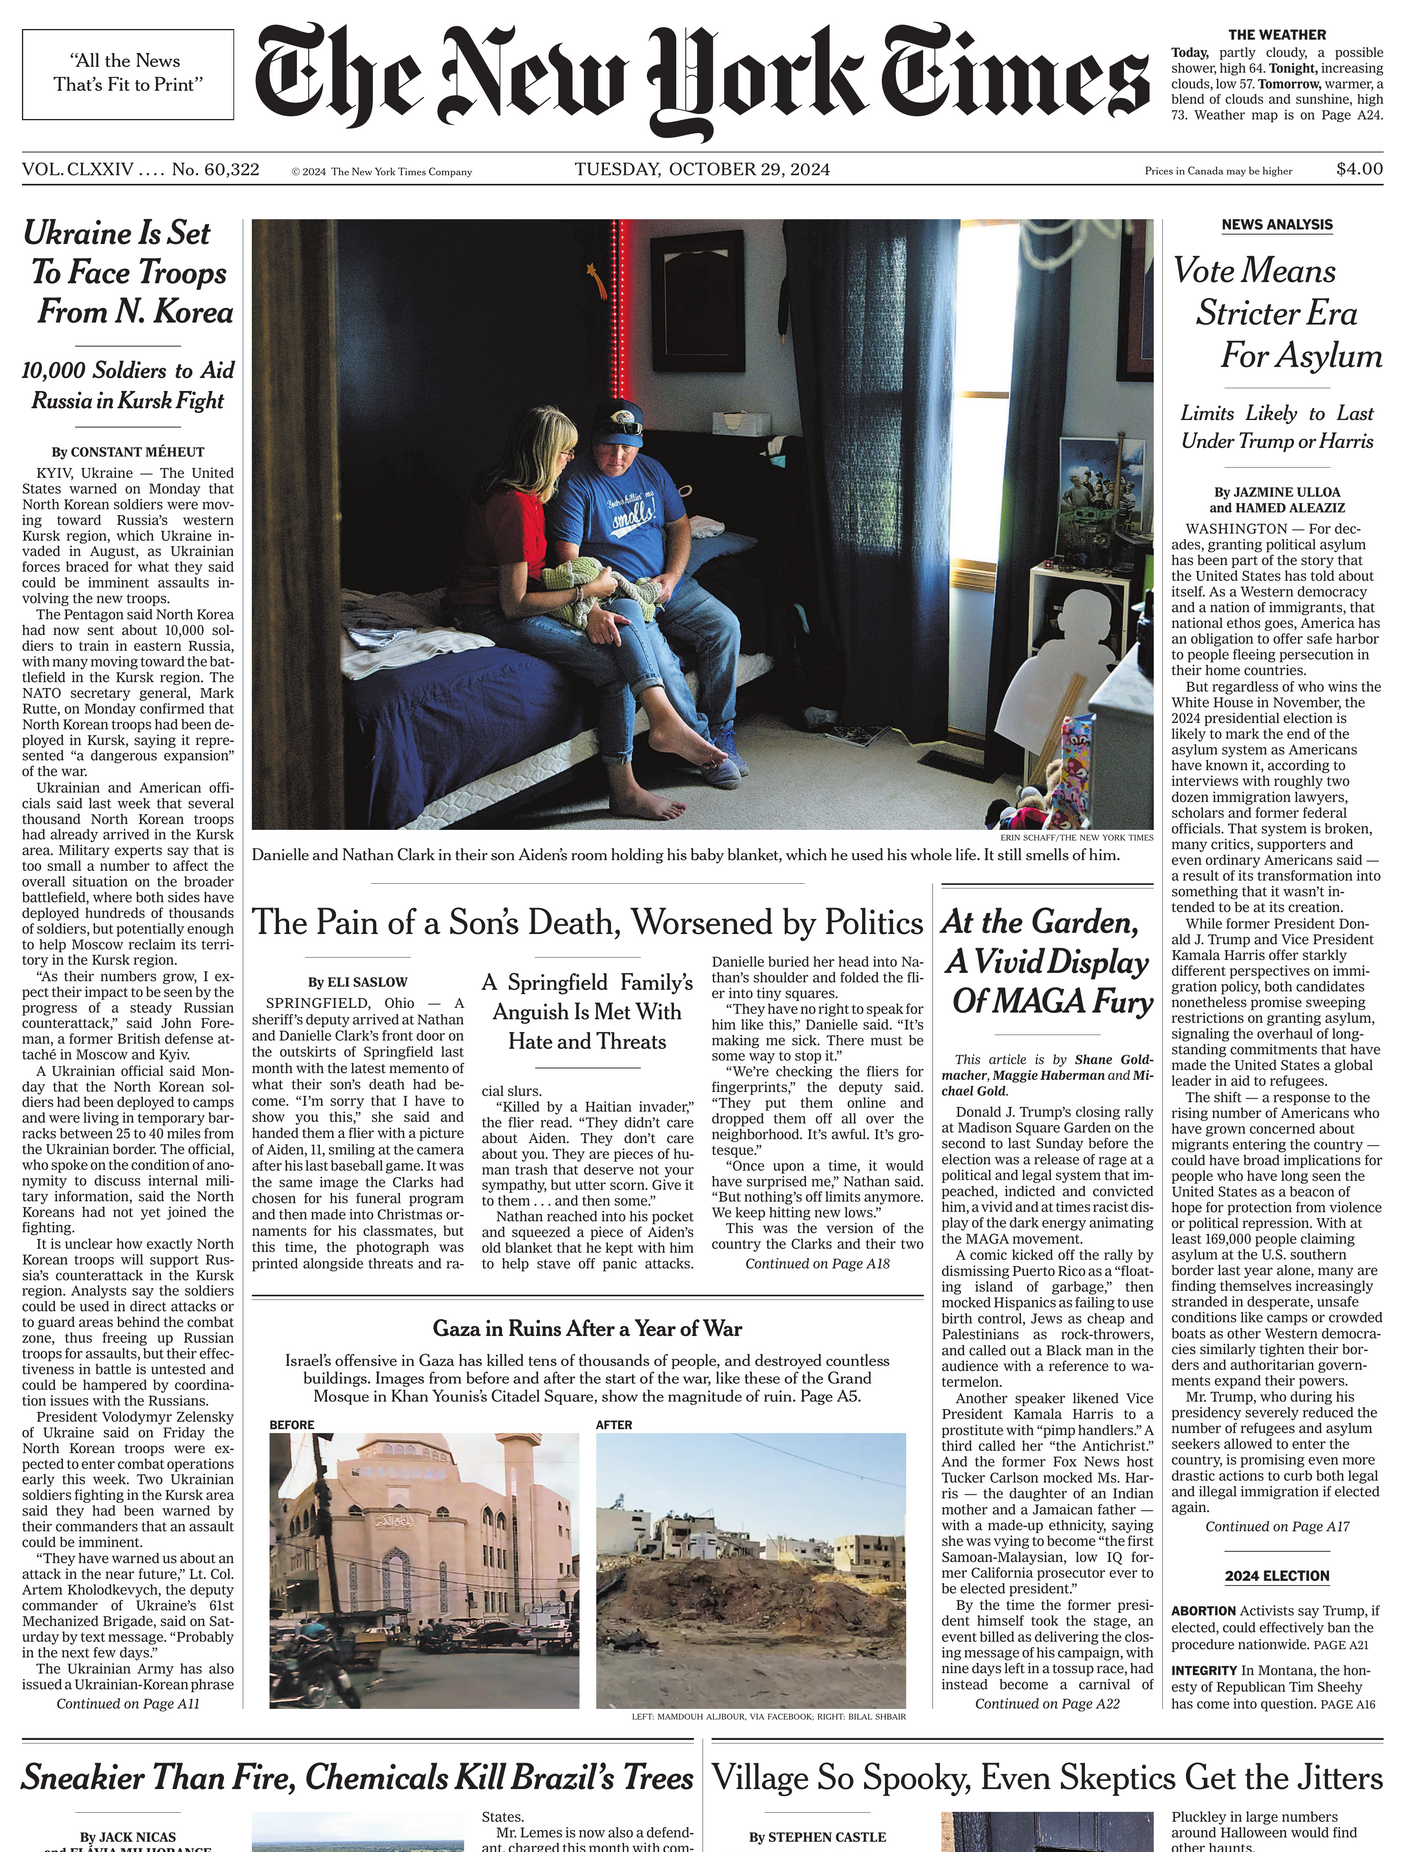 “All the News
That’s Fit to Print”
The New York Times
THE WEATHER
Today, partly cloudy, a possible
shower, high 64. Tonight, increasing
clouds, low 57. Tomorrow, warmer, a
blend of clouds and sunshine, high
73. Weather map is on Page A24.
VOL. CLXXIV .... No. 60,322
© 2024 The New York Times Company
TUESDAY, OCTOBER 29, 2024
Prices in Canada may be higher
$4.00
Ukraine Is Set
To Face Troops
From N. Korea
10,000 Soldiers to Aid
Russia in Kursk Fight
By CONSTANT MÉHEUT
KYIV, Ukraine — The United
States warned on Monday that
North Korean soldiers were mov-
ing toward Russia’s western
Kursk region, which Ukraine in-
vaded in August, as Ukrainian
forces braced for what they said
could be imminent assaults in-
volving the new troops.
The Pentagon said North Korea
had now sent about 10,000 sol-
diers to train in eastern Russia,
with many moving toward the bat-
tlefield in the Kursk region. The
NATO secretary general, Mark
Rutte, on Monday confirmed that
North Korean troops had been de-
ployed in Kursk, saying it repre-
sented “a dangerous expansion”
of the war.
Ukrainian and American offi-
cials said last week that several
thousand North Korean troops
had already arrived in the Kursk
area. Military experts say that is
too small a number to affect the
overall situation on the broader
battlefield, where both sides have
deployed hundreds of thousands
of soldiers, but potentially enough
to help Moscow reclaim its terri-
tory in the Kursk region.
“As their numbers grow, I ex-
pect their impact to be seen by the
progress of a steady Russian
counterattack,” said John Fore-
man, a former British defense at-
taché in Moscow and Kyiv.
A Ukrainian official said Mon-
day that the North Korean sol-
diers had been deployed to camps
and were living in temporary bar-
racks between 25 to 40 miles from
the Ukrainian border. The official,
who spoke on the condition of ano-
nymity to discuss internal mili-
tary information, said the North
Koreans had not yet joined the
fighting.
It is unclear how exactly North
Korean troops will support Rus-
sia’s counterattack in the Kursk
region. Analysts say the soldiers
could be used in direct attacks or
to guard areas behind the combat
zone, thus freeing up Russian
troops for assaults, but their effec-
tiveness in battle is untested and
could be hampered by coordina-
tion issues with the Russians.
President Volodymyr Zelensky
of Ukraine said on Friday the
North Korean troops were ex-
pected to enter combat operations
early this week. Two Ukrainian
soldiers fighting in the Kursk area
said they had been warned by
their commanders that an assault
could be imminent.
“They have warned us about an
attack in the near future,” Lt. Col.
Artem Kholodkevych, the deputy
commander of Ukraine’s 61st
Mechanized Brigade, said on Sat-
urday by text message. “Probably
in the next few days.”
The Ukrainian Army has also
issued a Ukrainian-Korean phrase
Continued on Page A11
smalls!
ERIN SCHAFF/THE NEW YORK TIMES
Danielle and Nathan Clark in their son Aiden’s room holding his baby blanket, which he used his whole life. It still smells of him.
The Pain of a Son’s Death, Worsened by Politics
By ELI SASLOW
SPRINGFIELD, Ohio — A
sheriff’s deputy arrived at Nathan
and Danielle Clark’s front door on
the outskirts of Springfield last
month with the latest memento of
what their son’s death had be-
come. “I’m sorry that I have to
show you this,” she said and
handed them a flier with a picture
of Aiden, 11, smiling at the camera
after his last baseball game. It was
the same image the Clarks had
chosen for his funeral program
and then made into Christmas or-
naments for his classmates, but
this time, the photograph was
printed alongside threats and ra-
A Springfield Family’s
Anguish Is Met With
Hate and Threats
cial slurs.
“Killed by a Haitian invader,”
the flier read. “They didn’t care
about Aiden. They don’t care
about you. They are pieces of hu-
man trash that deserve not your
sympathy, but utter scorn. Give it
to them . . . and then some.”
Nathan reached into his pocket
and squeezed a piece of Aiden’s
old blanket that he kept with him
to help stave off panic attacks.
Danielle buried her head into Na-
than’s shoulder and folded the fli-
er into tiny squares.
“They have no right to speak for
him like this,” Danielle said. “It’s
making me sick. There must be
some way to stop it.”
“We’re checking the fliers for
fingerprints,” the deputy said.
“They put them online and
dropped them off all over the
neighborhood. It’s awful. It’s gro-
tesque.”
“Once upon a time, it would
have surprised me,” Nathan said.
“But nothing’s off limits anymore.
We keep hitting new lows.”
This was the version of the
country the Clarks and their two
Continued on Page A18
Gaza in Ruins After a Year of War
Israel’s offensive in Gaza has killed tens of thousands of people, and destroyed countless
buildings. Images from before and after the start of the war, like these of the Grand
Mosque in Khan Younis’s Citadel Square, show the magnitude of ruin. Page A5.
BEFORE
AFTER
LEFT: MAMDOUH ALJBOUR, VIA FACEBOOK; RIGHT: BILAL SHBAIR
At the Garden,
A Vivid Display
Of MAGA Fury
This article is by Shane Gold-
macher, Maggie Haberman and Mi-
chael Gold.
Donald J. Trump’s closing rally
at Madison Square Garden on the
second to last Sunday before the
election was a release of rage at a
political and legal system that im-
peached, indicted and convicted
him, a vivid and at times racist dis-
play of the dark energy animating
the MAGA movement.
A comic kicked off the rally by
dismissing Puerto Rico as a “float-
ing island of garbage,” then
mocked Hispanics as failing to use
birth control, Jews as cheap and
Palestinians as rock-throwers,
and called out a Black man in the
audience with a reference to wa-
termelon.
Another speaker likened Vice
President Kamala Harris to a
prostitute with “pimp handlers.” A
third called her “the Antichrist.”
And the former Fox News host
Tucker Carlson mocked Ms. Har-
ris — the daughter of an Indian
mother and a Jamaican father —
with a made-up ethnicity, saying
she was vying to become “the first
Samoan-Malaysian, low IQ for-
mer California prosecutor ever to
be elected president.”
By the time the former presi-
dent himself took the stage, an
event billed as delivering the clos-
ing message of his campaign, with
nine days left in a tossup race, had
instead become a carnival of
Continued on Page A22
NEWS ANALYSIS
Vote Means
Stricter Era
For Asylum
Limits Likely to Last
Under Trump or Harris
By JAZMINE ULLOA
and HAMED ALEAZIZ
WASHINGTON — For dec-
ades, granting political asylum
has been part of the story that
the United States has told about
itself. As a Western democracy
and a nation of immigrants, that
national ethos goes, America has
an obligation to offer safe harbor
to people fleeing persecution in
their home countries.
But regardless of who wins the
White House in November, the
2024 presidential election is
likely to mark the end of the
asylum system as Americans
have known it, according to
interviews with roughly two
dozen immigration lawyers,
scholars and former federal
officials. That system is broken,
many critics, supporters and
even ordinary Americans said —
a result of its transformation into
something that it wasn’t in-
tended to be at its creation.
While former President Don-
ald J. Trump and Vice President
Kamala Harris offer starkly
different perspectives on immi-
gration policy, both candidates
nonetheless promise sweeping
restrictions on granting asylum,
signaling the overhaul of long-
standing commitments that have
made the United States a global
leader in aid to refugees.
The shift — a response to the
rising number of Americans who
have grown concerned about
migrants entering the country —
could have broad implications for
people who have long seen the
United States as a beacon of
hope for protection from violence
or political repression. With at
least 169,000 people claiming
asylum at the U.S. southern
border last year alone, many are
finding themselves increasingly
stranded in desperate, unsafe
conditions like camps or crowded
boats as other Western democra-
cies similarly tighten their bor-
ders and authoritarian govern-
ments expand their powers.
Mr. Trump, who during his
presidency severely reduced the
number of refugees and asylum
seekers allowed to enter the
country, is promising even more
drastic actions to curb both legal
and illegal immigration if elected
again.
Continued on Page A17
2024 ELECTION
ABORTION Activists say Trump, if
elected, could effectively ban the
procedure nationwide. PAGE A21
INTEGRITY In Montana, the hon-
esty of Republican Tim Sheehy
has come into question. PAGE A16
Sneakier Than Fire, Chemicals Kill Brazil’s Trees
By JACK NICAS
and FLÁVIA MILHORANCE
States.
Mr. Lemes is now also a defend-
ant, charged this month with com-
Village So Spooky, Even Skeptics Get the Jitters
By STEPHEN CASTLE
Pluckley in large numbers
around Halloween would find
other haunts.